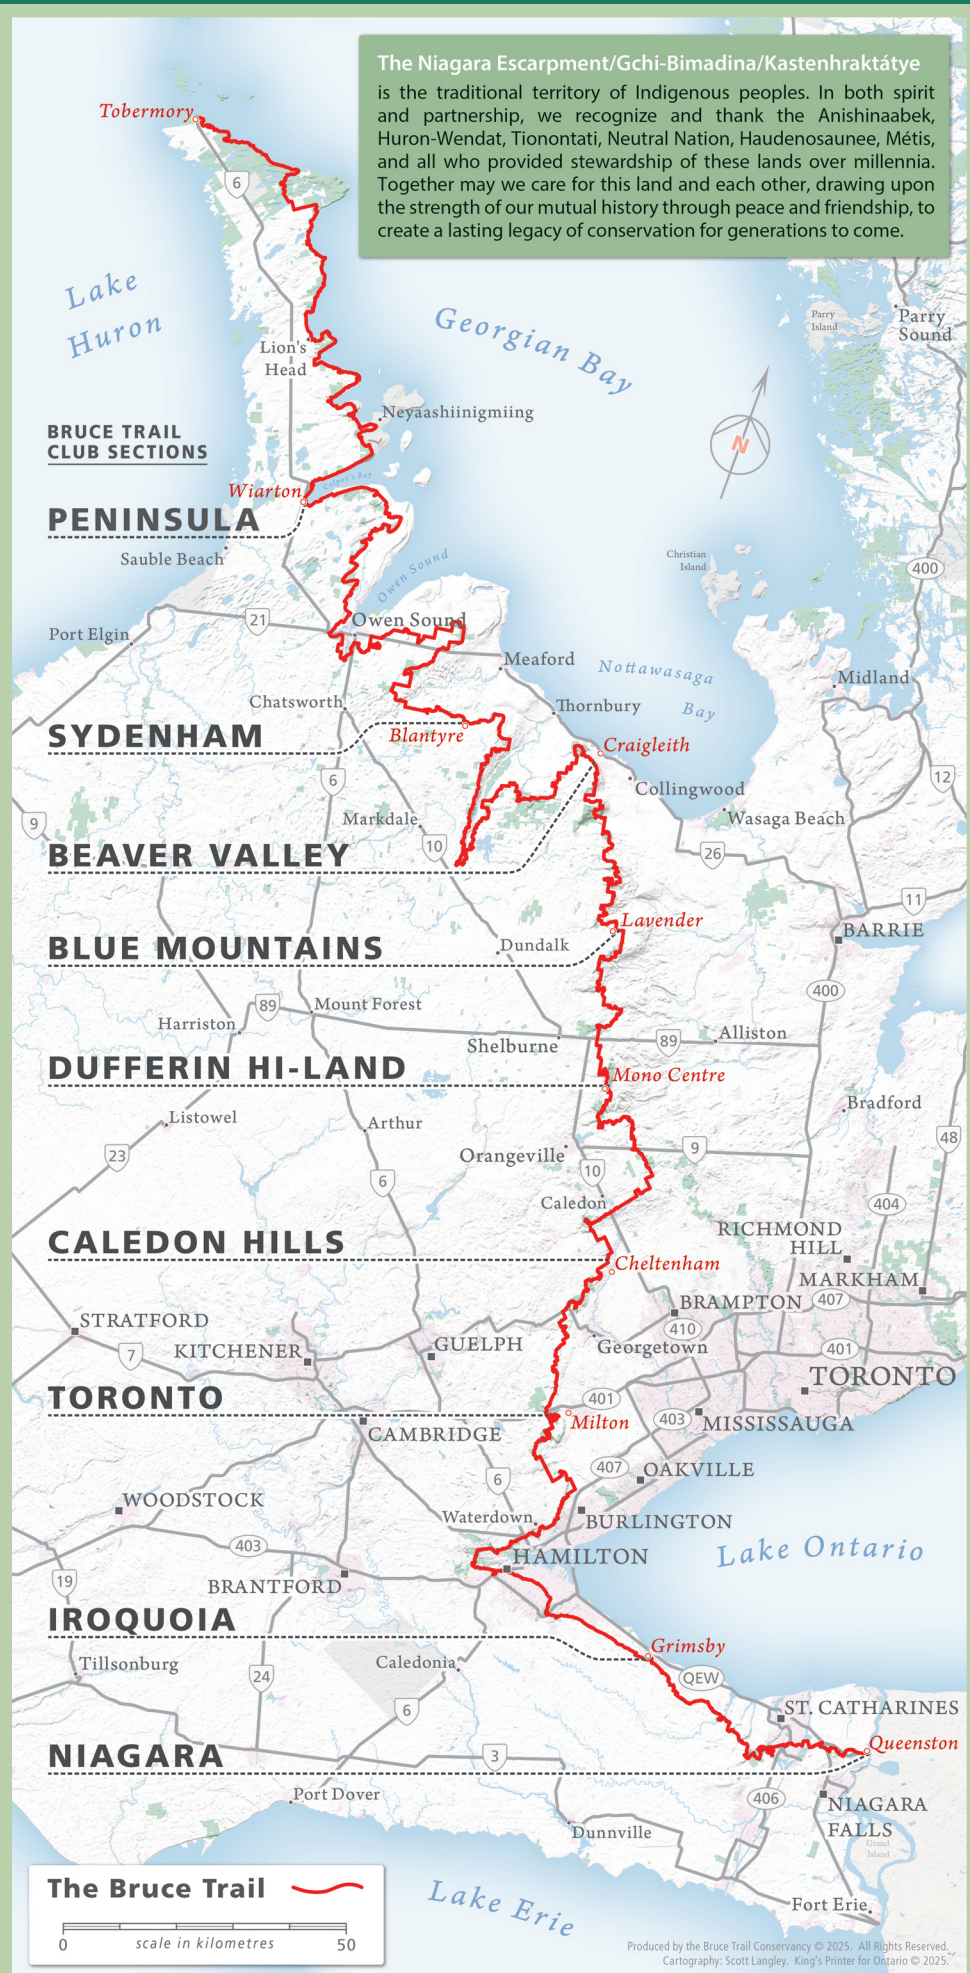 The Niagara Escarpment/Gchi-Bimadina/Kastenhraktátye
is the traditional territory of Indigenous peoples. In both spirit
and partnership, we recognize and thank the Anishinaabek,
Huron-Wendat, Tionontati, Neutral Nation, Haudenosaunee, Métis,
and all who provided stewardship of these lands over millennia.
Together may we care for this land and each other, drawing upon
the strength of our mutual history through peace and friendship, to
create a lasting legacy of conservation for generations to come.
Tobermory
6
Lake
Huron
Georgian Bay
Parry
Island
Parry
Sound
Lion's
Head
Neyaashiinigmiing
N
BRUCE TRAIL
CLUB SECTIONS
Colpoy's Bay
Wiarton
PENINSULA
Sauble Beach
Owen Sound
Christian
Island
400
21
Owen Sound
Port Elgin
Meaford
Nottawasaga
Bay
Midland
Chatsworth
Thornbury
SYDENHAM
Blantyre
Craigleith
6
Collingwood
12
9
Markdale
Wasaga Beach
10
26
BEAVER VALLEY
11
Lavender
BARRIE
BLUE MOUNTAINS
Dundalk
400
89
Mount Forest
Harriston
Shelburne
89
Alliston
DUFFERIN HI-LAND
Mono Centre
Bradford
Listowel
Arthur
48
23
Orangeville
9
10
6
Caledon
404
CALEDON HILLS
RICHMOND
HILL
Cheltenham
MARKHAM
BRAMPTON
407
STRATFORD
410
7
KITCHENER
GUELPH
Georgetown
401
TORONTO
TORONTO
401
Milton
403
MISSISSAUGA
CAMBRIDGE
407
OAKVILLE
6
WOODSTOCK
Waterdown
BURLINGTON
403
HAMILTON
Lake Ontario
19
BRANTFORD
IROQUOIA
Grimsby
Tillsonburg
Caledonia
QEW
24
6
ST. CATHARINES
Queenston
NIAGARA
3
406
Port Dover
NIAGARA
FALLS
Dunnville
Grand
Island
The Bruce Trail
0
scale in kilometres
50
Lake Erie
Fort Erie
Produced by the Bruce Trail Conservancy © 2025. All Rights Reserved.
Cartography: Scott Langley. King's Printer for Ontario © 2025.